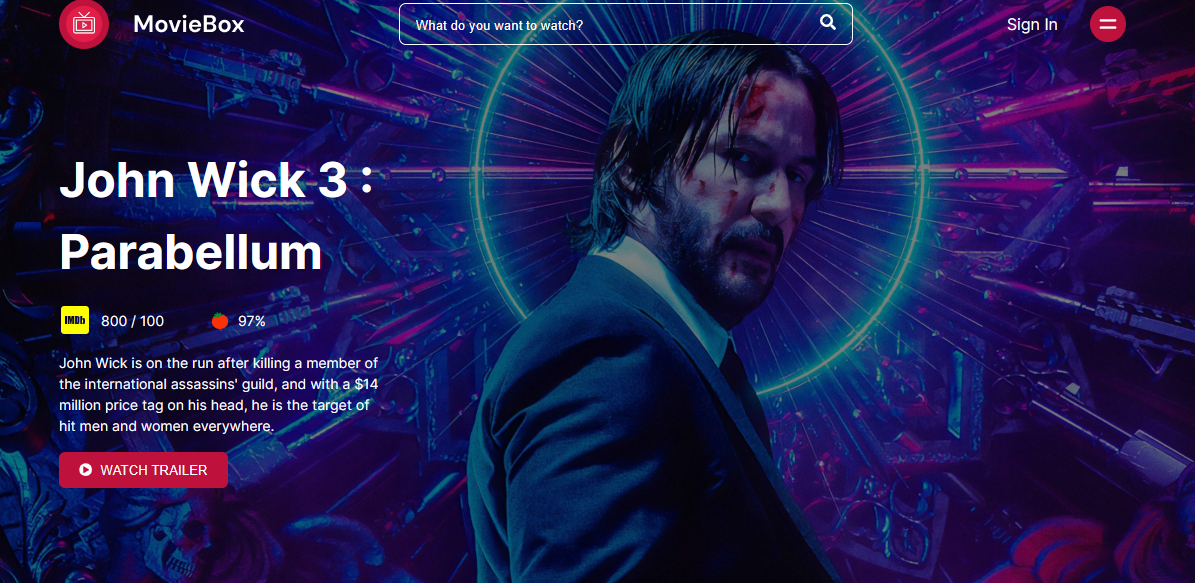 MovieBox
What do you want to watch?
Sign In
John Wick 3 :
Parabellum
IMDb 800 / 100
97%
John Wick is on the run after killing a member of
the international assassins' guild, and with a $14
million price tag on his head, he is the target of
hit men and women everywhere.
WATCH TRAILER